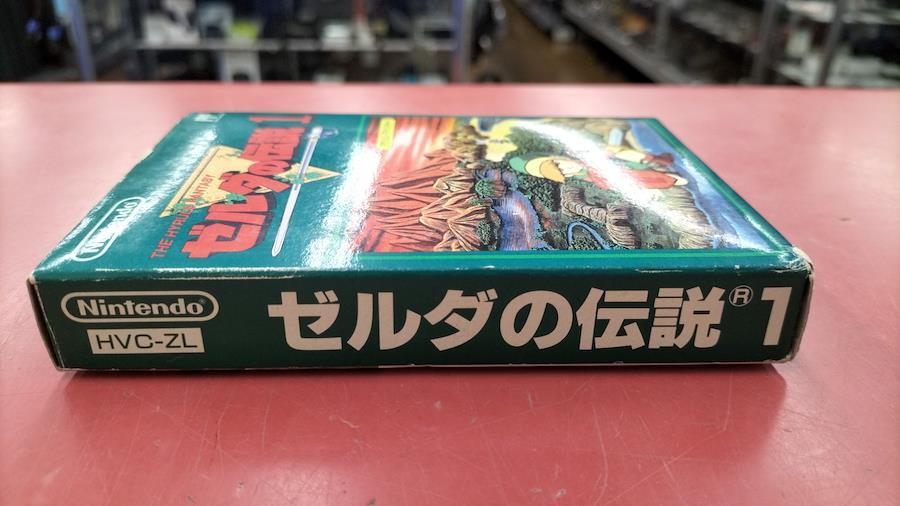 Nintendo®
THE HYRULE FANTASY
ゼルダの伝説 1
Nintendo®
HVC-ZL
ゼルダの伝説® 1